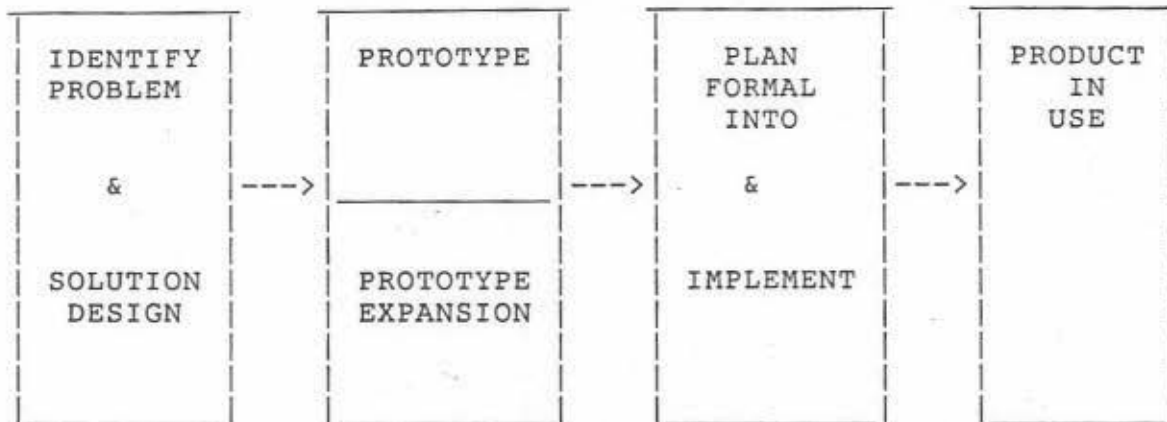 IDENTIFY
PROBLEM
&
SOLUTION
DESIGN
PROTOTYPE
PROTOTYPE
EXPANSION
PLAN
FORMAL
INTO
&
IMPLEMENT
PRODUCT
IN
USE